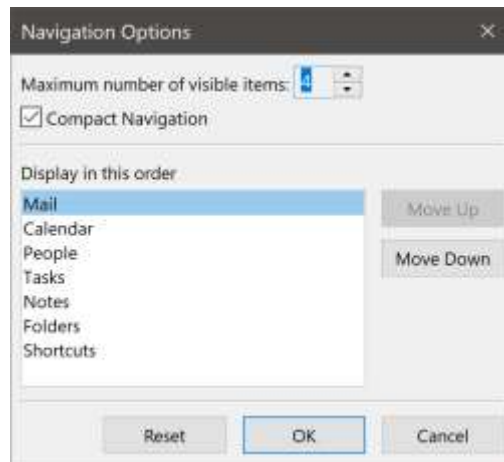 Navigation Options
Maximum number of visible items: 4
Compact Navigation
Display in this order
Mail
Move Up
Calendar
People
Move Down
Tasks
Notes
Folders
Shortcuts
Reset OK Cancel